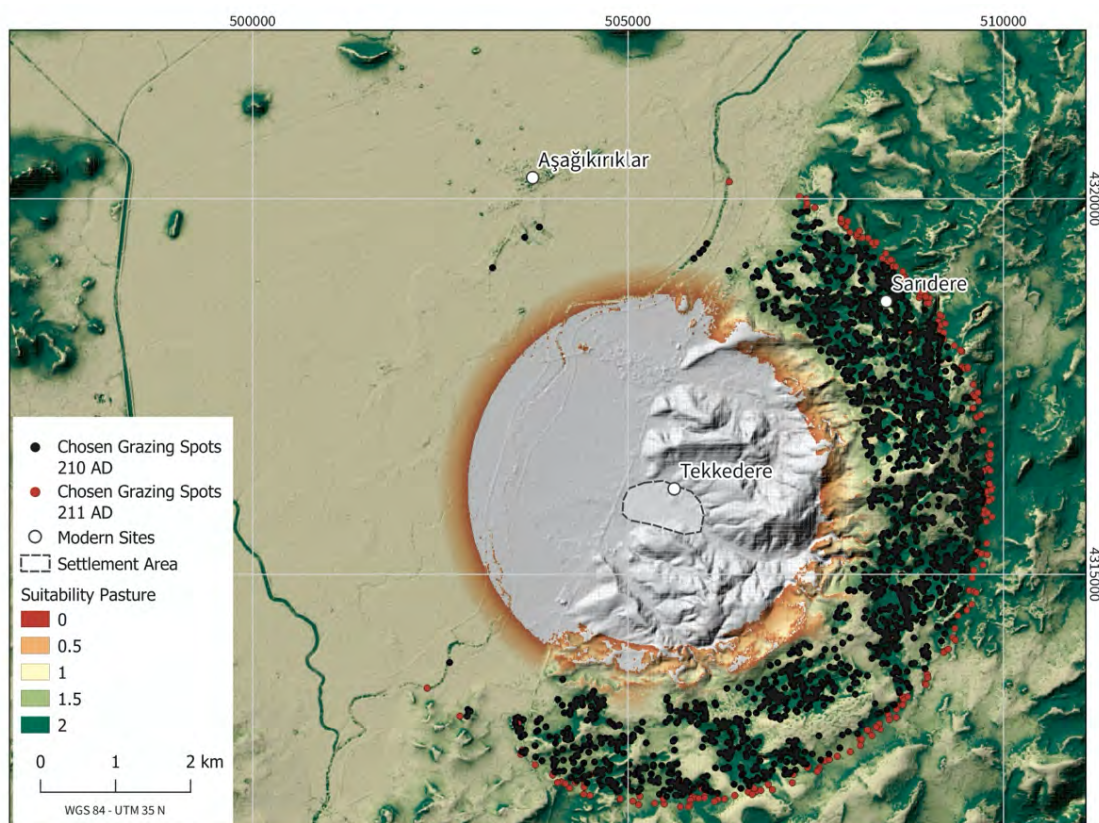 500000 505000 510000
Aşağıkırıklar
4320000
Sarıdere
Tekkedere
4315000
Chosen Grazing Spots
210 AD
Chosen Grazing Spots
211 AD
Modern Sites
Settlement Area
Suitability Pasture
0
0.5
1
1.5
2
0 1 2 km
WGS 84 - UTM 35 N